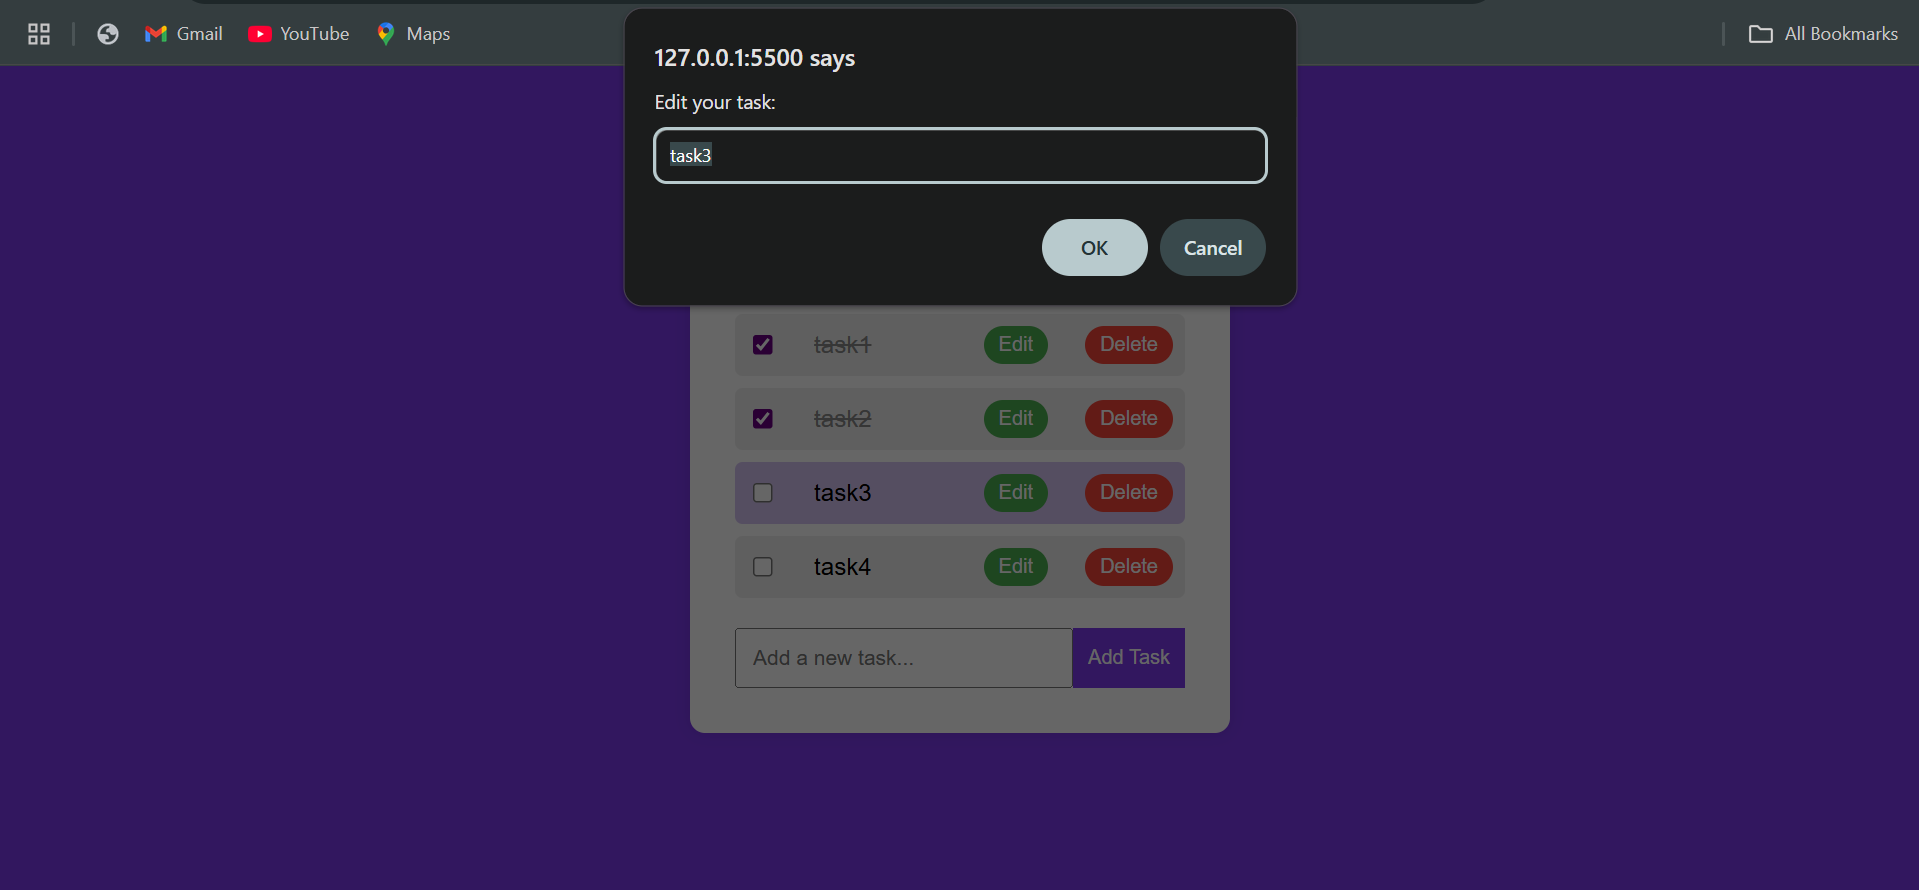 Gmail YouTube Maps All Bookmarks
127.0.0.1:5500 says
Edit your task:
task3
OK Cancel
task1 Edit Delete
task2 Edit Delete
task3 Edit Delete
task4 Edit Delete
Add a new task... Add Task